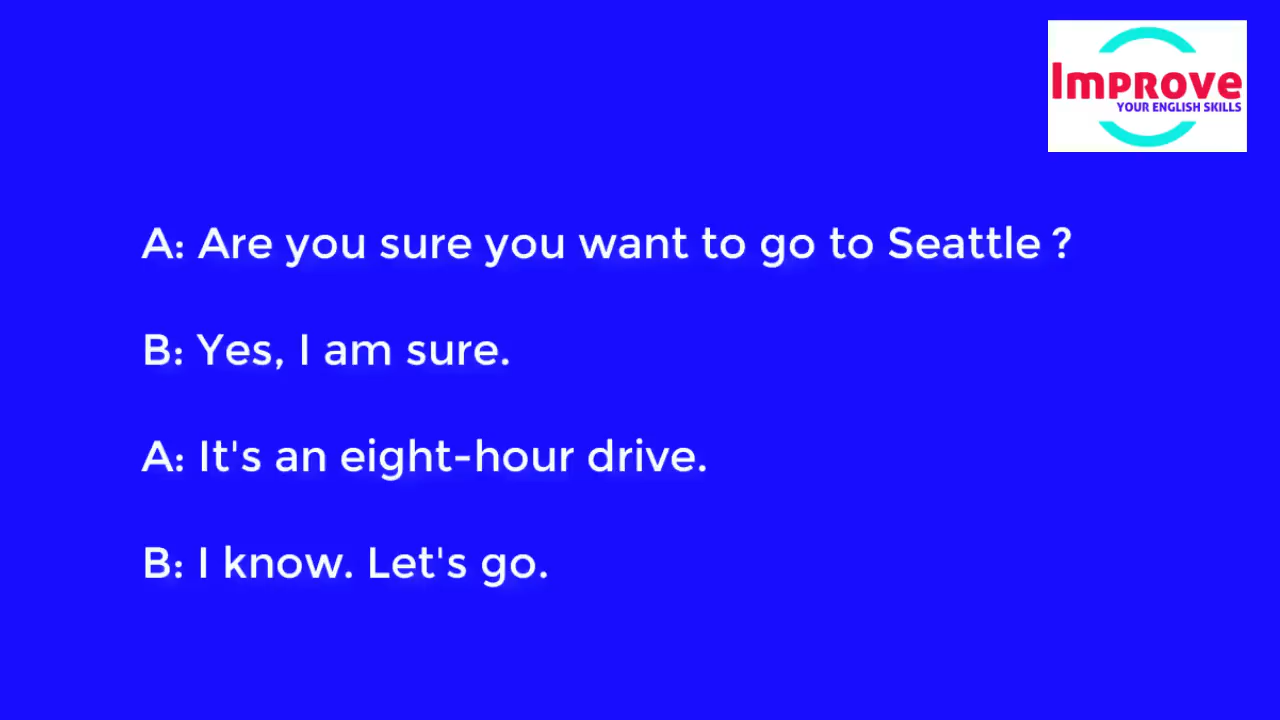 Improve
YOUR ENGLISH SKILLS
A: Are you sure you want to go to Seattle ?
B: Yes, I am sure.
A: It's an eight-hour drive.
B: I know. Let's go.